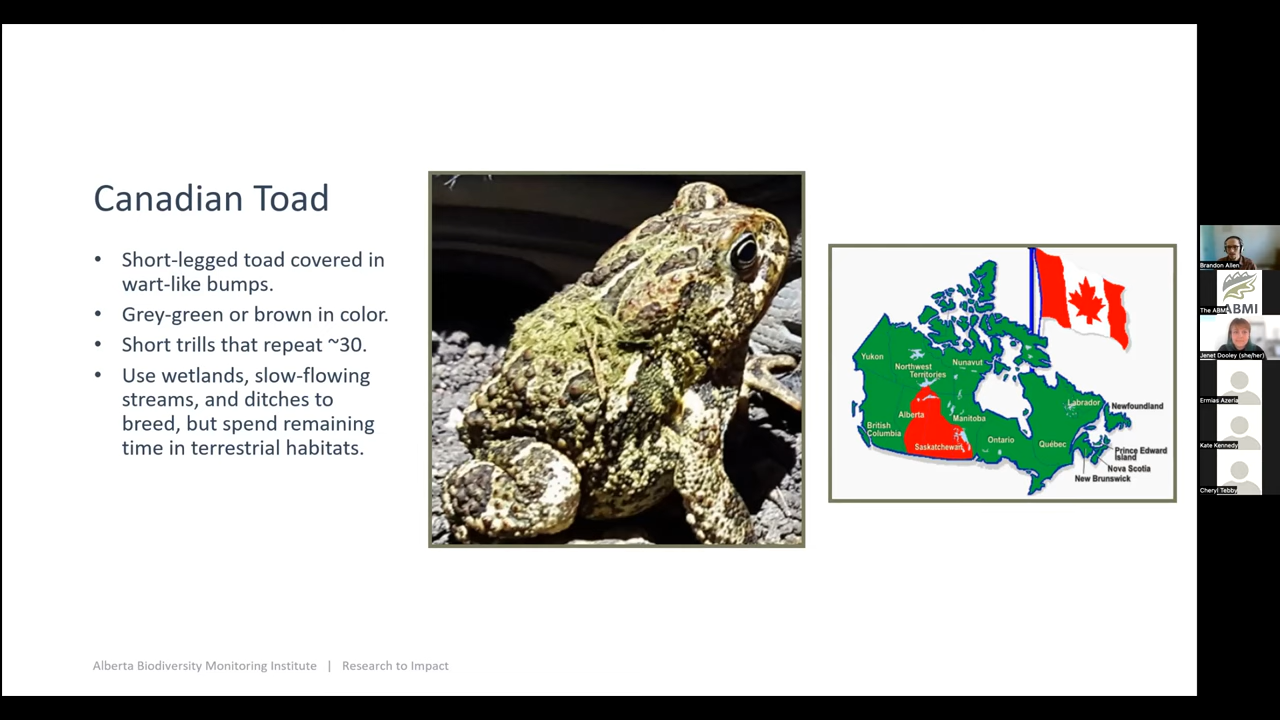 Canadian Toad
• Short-legged toad covered in
wart-like bumps.
• Grey-green or brown in color.
• Short trills that repeat ~30.
• Use wetlands, slow-flowing
streams, and ditches to
breed, but spend remaining
time in terrestrial habitats.
Yukon
Northwest
Territories
Nunavut
British
Columbia
Alberta
Saskatchewan
Manitoba
Ontario
Québec
Labrador
Newfoundland
Prince Edward
Island
Nova Scotia
New Brunswick
Alberta Biodiversity Monitoring Institute | Research to Impact
Brandon Allen
ABMI
The ABMI
Jenet Dooley (she/her)
Ermias Azeria
Kate Kennedy
Cheryl Tebby